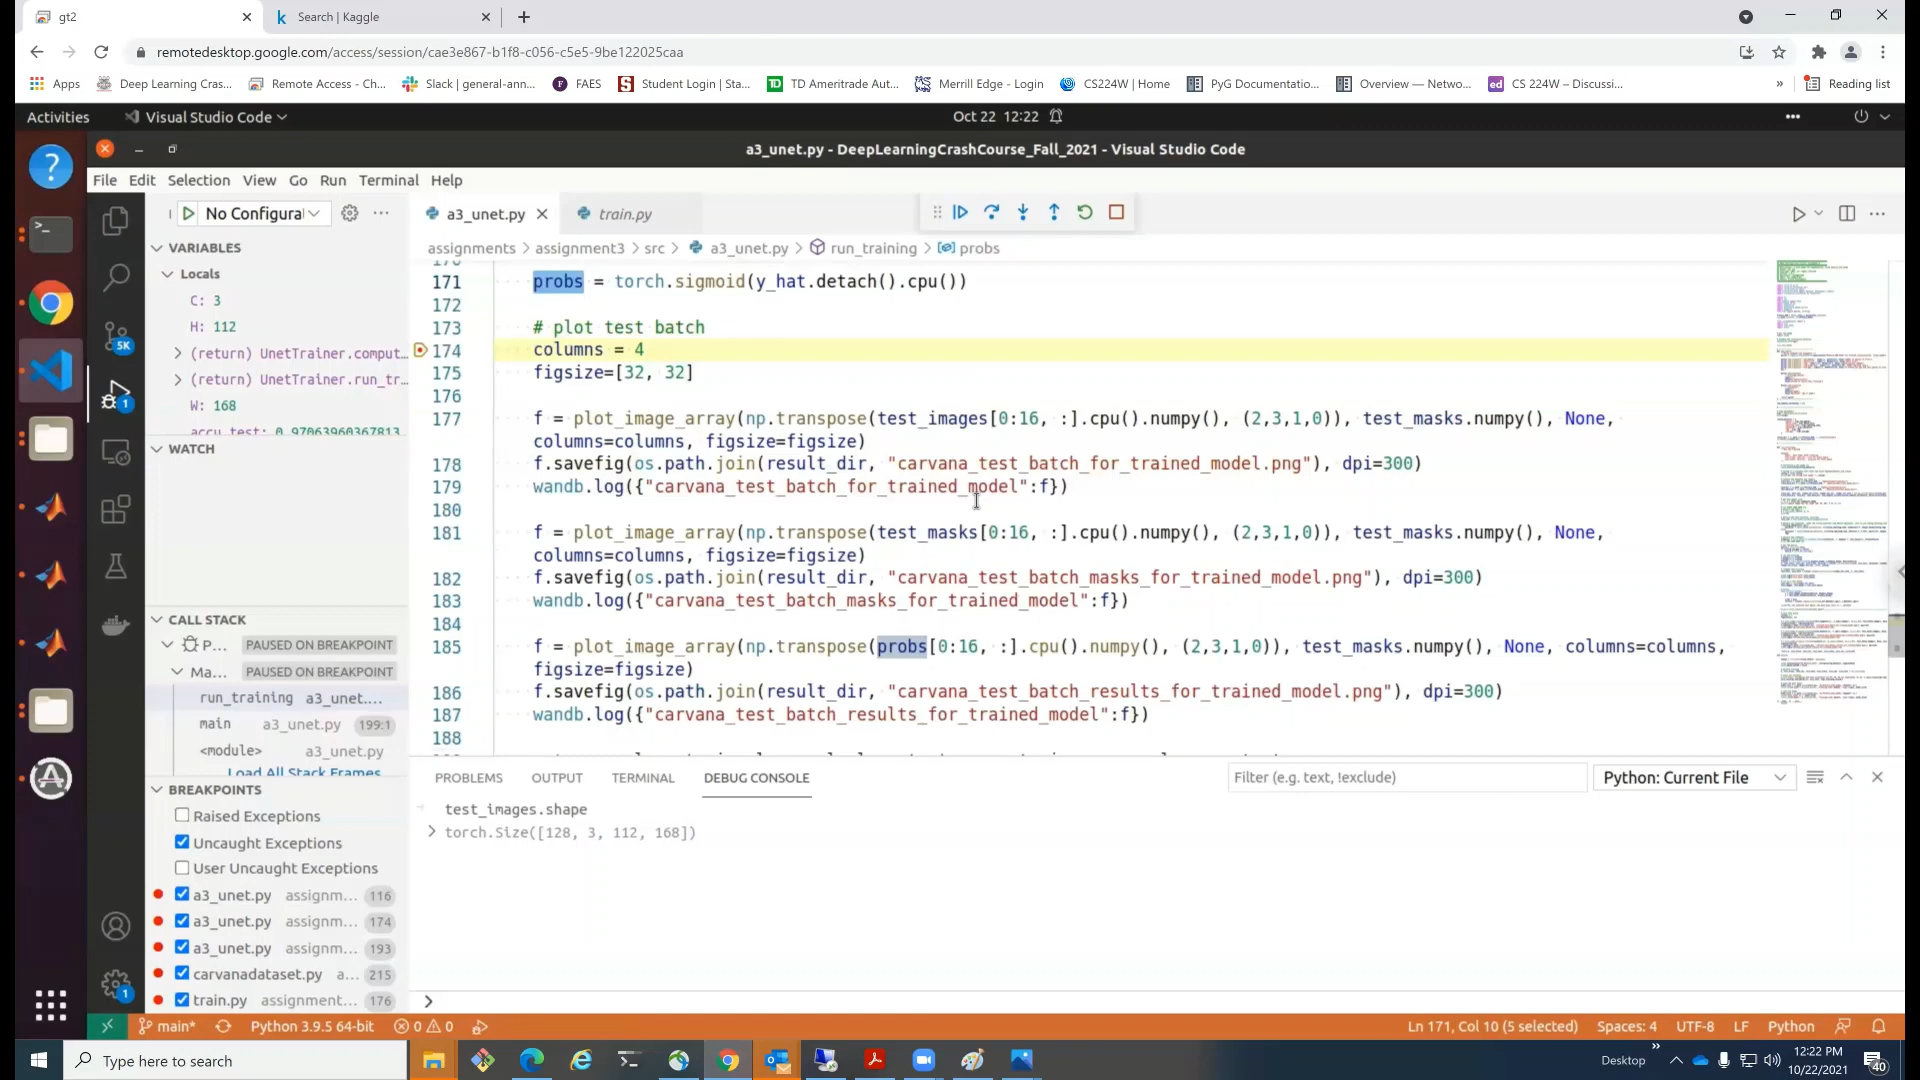 gt2
Search | Kaggle
remotedesktop.google.com/access/session/cae3e867-b1f8-c056-c5e5-9be122025caa
Apps
Deep Learning Cras...
Remote Access - Ch...
Slack | general-ann...
FAES
Student Login | Sta...
TD Ameritrade Aut...
Merrill Edge - Login
CS224W | Home
PyG Documentatio...
Overview — Netwo...
CS 224W – Discussi...
»
Reading list
Activities
Visual Studio Code
Oct 22 12:22
a3_unet.py - DeepLearningCrashCourse_Fall_2021 - Visual Studio Code
File Edit Selection View Go Run Terminal Help
No Configurat
a3_unet.py
train.py
assignments > assignment3 > src > a3_unet.py > run_training > probs
VARIABLES
Locals
C: 3
H: 112
(return) UnetTrainer.comput...
(return) UnetTrainer.run_tr...
W: 168
accu_test: 0.97063960367813
WATCH
CALL STACK
P... PAUSED ON BREAKPOINT
Ma... PAUSED ON BREAKPOINT
run_training a3_unet....
main a3_unet.py 199:1
<module> a3_unet.py
Load All Stack Frames
BREAKPOINTS
Raised Exceptions
Uncaught Exceptions
User Uncaught Exceptions
a3_unet.py assignm... 116
a3_unet.py assignm... 174
a3_unet.py assignm... 193
carvanadataset.py a... 215
train.py assignment... 176
5K
1
1
171 probs = torch.sigmoid(y_hat.detach().cpu())
172
173 # plot test batch
174 columns = 4
175 figsize=[32, 32]
176
177 f = plot_image_array(np.transpose(test_images[0:16, :].cpu().numpy(), (2,3,1,0)), test_masks.numpy(), None,
columns=columns, figsize=figsize)
178 f.savefig(os.path.join(result_dir, "carvana_test_batch_for_trained_model.png"), dpi=300)
179 wandb.log({"carvana_test_batch_for_trained_model":f})
180
181 f = plot_image_array(np.transpose(test_masks[0:16, :].cpu().numpy(), (2,3,1,0)), test_masks.numpy(), None,
columns=columns, figsize=figsize)
182 f.savefig(os.path.join(result_dir, "carvana_test_batch_masks_for_trained_model.png"), dpi=300)
183 wandb.log({"carvana_test_batch_masks_for_trained_model":f})
184
185 f = plot_image_array(np.transpose(probs[0:16, :].cpu().numpy(), (2,3,1,0)), test_masks.numpy(), None, columns=columns,
figsize=figsize)
186 f.savefig(os.path.join(result_dir, "carvana_test_batch_results_for_trained_model.png"), dpi=300)
187 wandb.log({"carvana_test_batch_results_for_trained_model":f})
188
PROBLEMS OUTPUT TERMINAL DEBUG CONSOLE
Filter (e.g. text, !exclude)
Python: Current File
test_images.shape
torch.Size([128, 3, 112, 168])
main*
Python 3.9.5 64-bit
0 0
Ln 171, Col 10 (5 selected) Spaces: 4 UTF-8 LF Python
Type here to search
Desktop
»
12:22 PM
10/22/2021
40